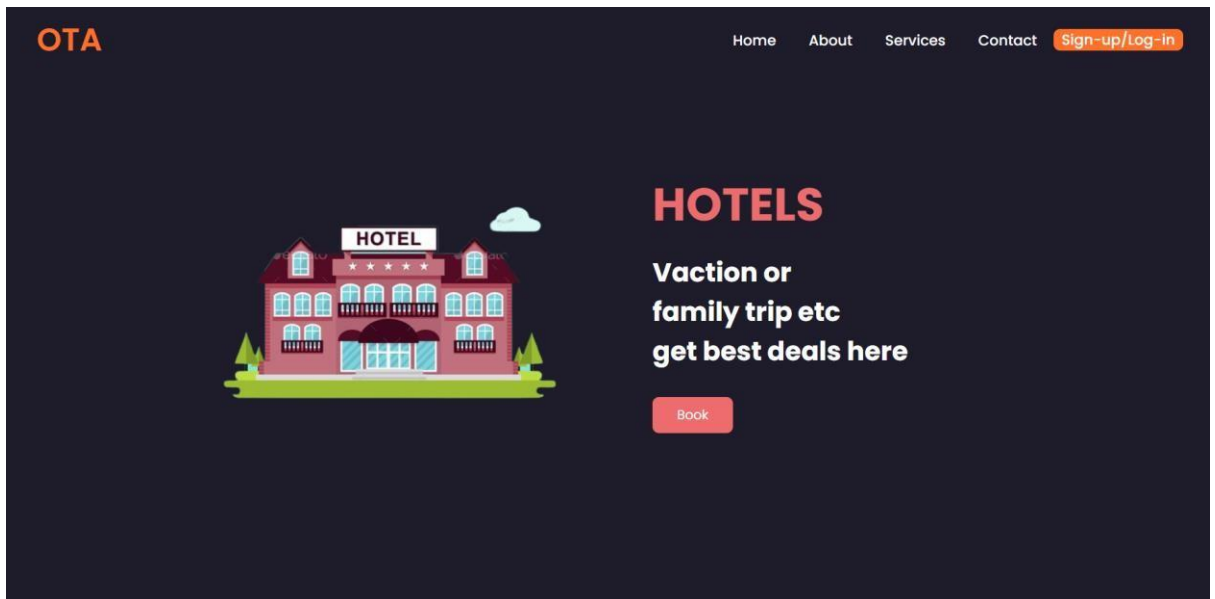 OTA
Home About Services Contact Sign-up/Log-in
HOTELS
HOTEL
Vaction or
family trip etc
get best deals here
Book